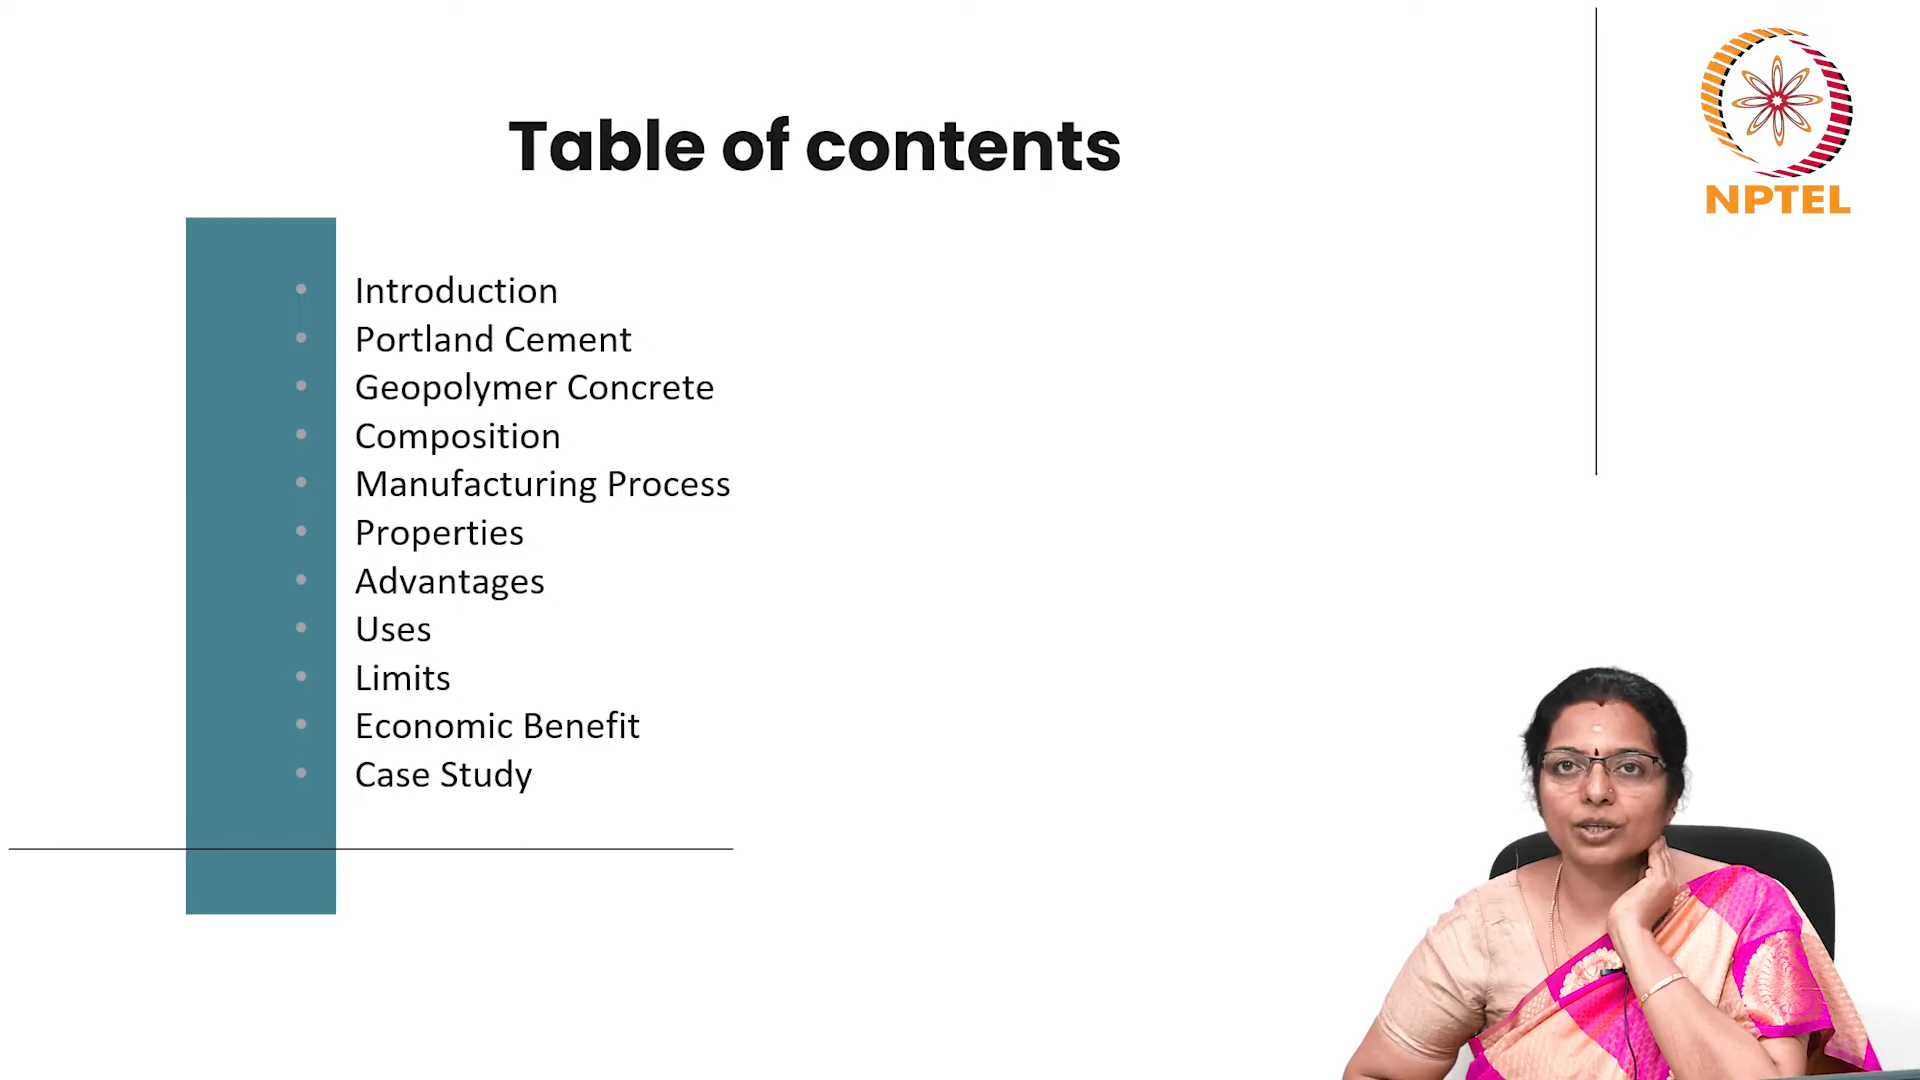 Table of contents
NPTEL
Introduction
Portland Cement
Geopolymer Concrete
Composition
Manufacturing Process
Properties
Advantages
Uses
Limits
Economic Benefit
Case Study